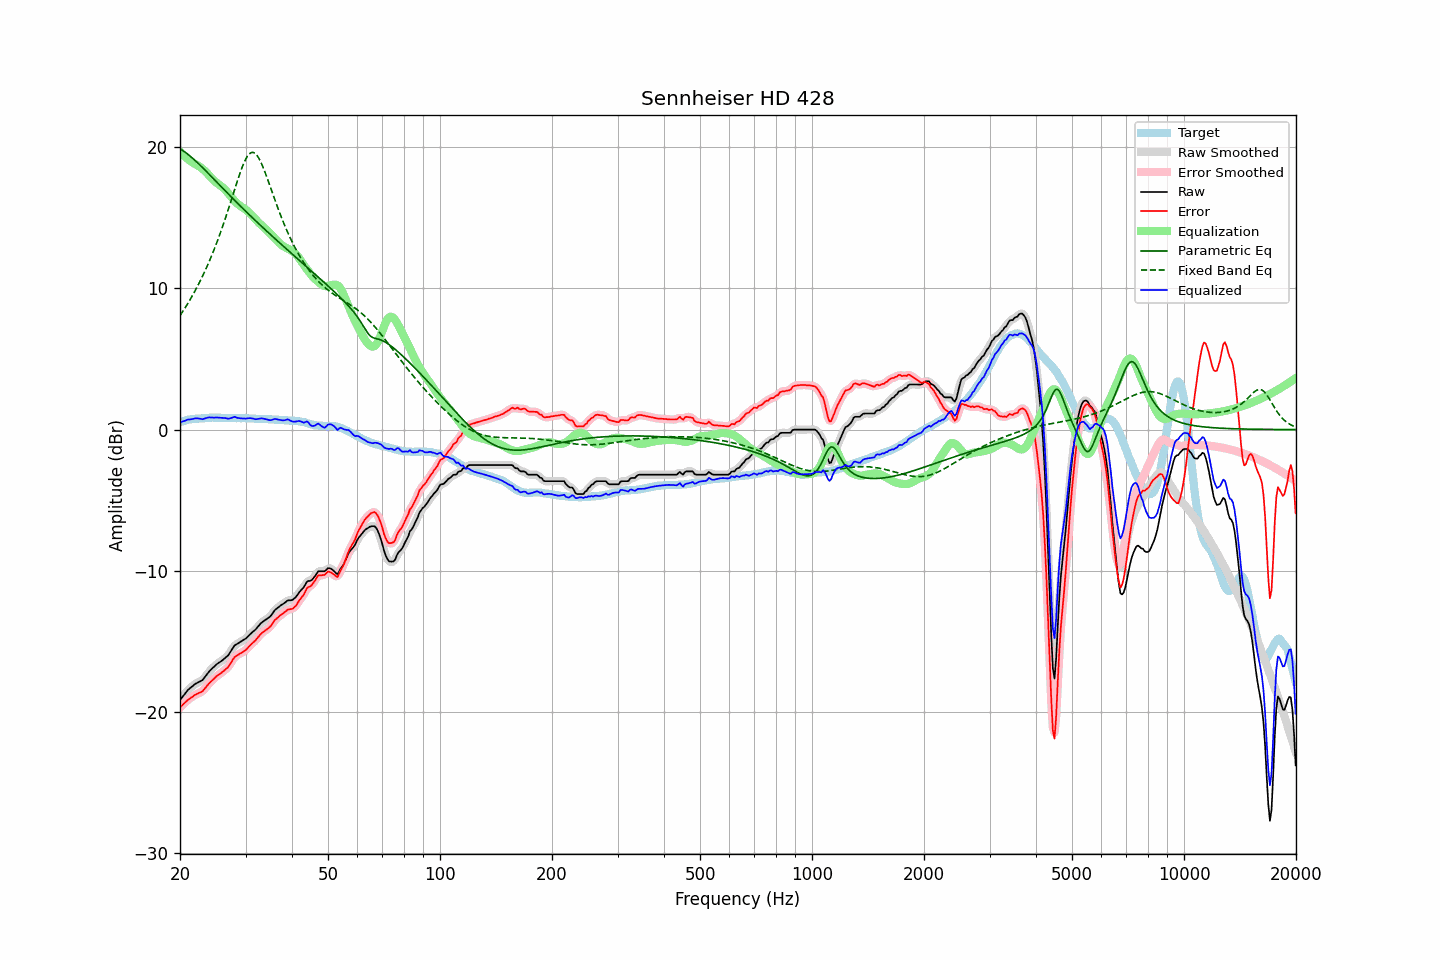 Sennheiser HD 428
Target
Raw Smoothed
Error Smoothed
Raw
Error
Equalization
Parametric Eq
Fixed Band Eq
Equalized
20
10
0
−10
−20
−30
Amplitude (dBr)
20
50
100
200
500
1000
2000
5000
10000
20000
Frequency (Hz)